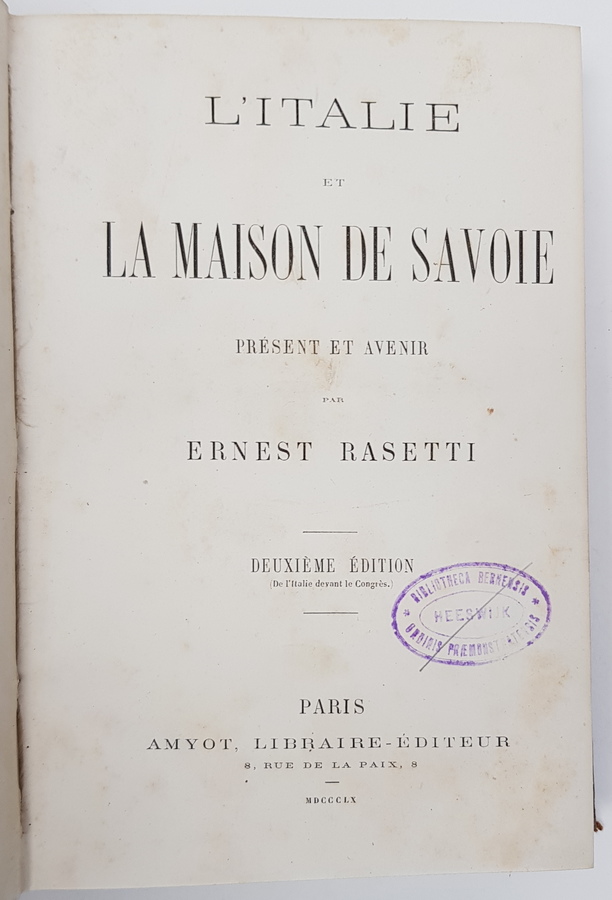 L'ITALIE
ET
LA MAISON DE SAVOIE
PRÉSENT ET AVENIR
PAR
ERNEST RASETTI
DEUXIÈME ÉDITION
(De l'Italie devant le Congrès.)
BIBLIOTHECA BERNENSIS
HEESWIJK
ORDINIS
PARIS
AMYOT, LIBRAIRE-ÉDITEUR
8, RUE DE LA PAIX, 8
MDCCCLX